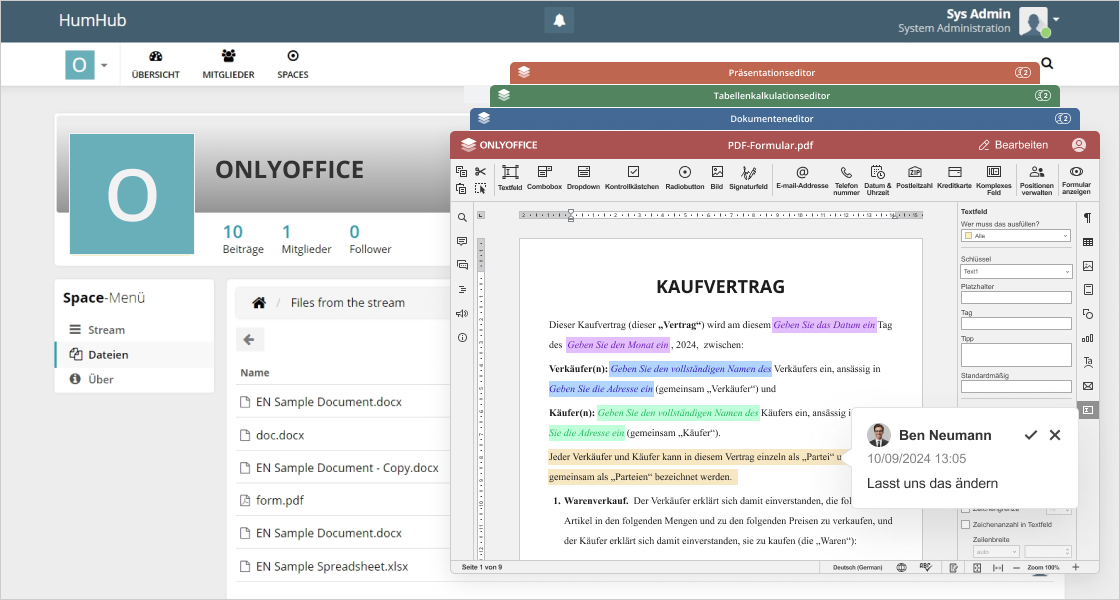 HumHub
Sys Admin
System Administration
O
ÜBERSICHT
MITGLIEDER
SPACES
Präsentationseditor
2
Tabellenkalkulationseditor
2
Dokumenteneditor
2
ONLYOFFICE
PDF-Formular.pdf
Bearbeiten
Textfeld
Combobox
Dropdown
Kontrollkästchen
Radiobutton
Bild
Signaturfeld
E-mail-Addresse
Telefon nummer
Datum & Uhrzeit
ZIP
Postleitzahl
Kreditkarte
Komplexes Feld
Positionen verwalten
Formular anzeigen
O
ONLYOFFICE
10
Beiträge
1
Mitglieder
0
Follower
Space-Menü
Stream
Dateien
Über
Files from the stream
Name
EN Sample Document.docx
doc.docx
EN Sample Document - Copy.docx
form.pdf
EN Sample Document.docx
EN Sample Spreadsheet.xlsx
KAUFVERTRAG
Dieser Kaufvertrag (dieser „Vertrag“) wird am diesem Geben Sie das Datum ein Tag
des Geben Sie den Monat ein , 2024, zwischen:
Verkäufer(n): Geben Sie den vollständigen Namen des Verkäufers ein, ansässig in
Geben Sie die Adresse ein (gemeinsam „Verkäufer“) und
Käufer(n): Geben Sie den vollständigen Namen des Käufers ein, ansässig
Sie die Adresse ein (gemeinsam „Käufer“).
Jeder Verkäufer und Käufer kann in diesem Vertrag einzeln als „Partei“
gemeinsam als „Parteien“ bezeichnet werden.
1. Warenverkauf. Der Verkäufer erklärt sich damit einverstanden, die
Artikel in den folgenden Mengen und zu den folgenden Preisen zu verkaufen, und
der Käufer erklärt sich damit einverstanden, sie zu kaufen (die „Waren“):
Textfeld
Wer muss das ausfüllen?
Alle
Schlüssel
Text1
Platzhalter
Tag
Tipp
Standardmäßig
Ben Neumann
10/09/2024 13:05
Lasst uns das ändern
Zeichengrenze
Zeichenanzahl in Textfeld
Zeilenbreite
auto
Seite 1 von 9
Deutsch (German)
Zoom 100%